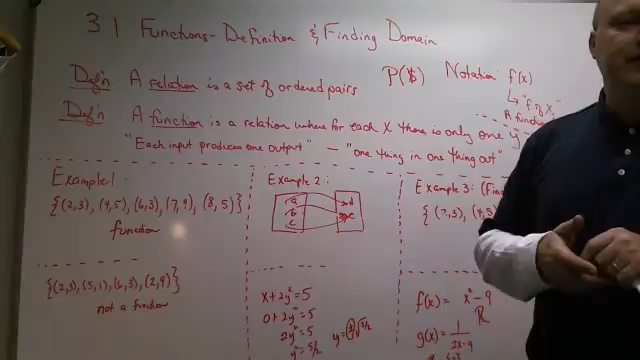 3.1 Functions - Definition & Finding Domain
Def'n A relation is a set of ordered pairs
P($) Notation f(x)
↳ "f of x"
A function
Def'n A function is a relation where for each x there is only one y
"Each input produces one output" — "one thing in one thing out"
Example 1
{(2,3), (4,5), (6,3), (7,9), (8,5)}
function
{(2,3), (5,1), (6,3), (2,9)}
not a function
Example 2:
a
b
c
d
e
x+2y²=5
0+2y²=5
2y²=5
y²=5/2
Example 3: (Fin
f(x) = x²-9
ℝ
g(x) = 1/(2x-9)